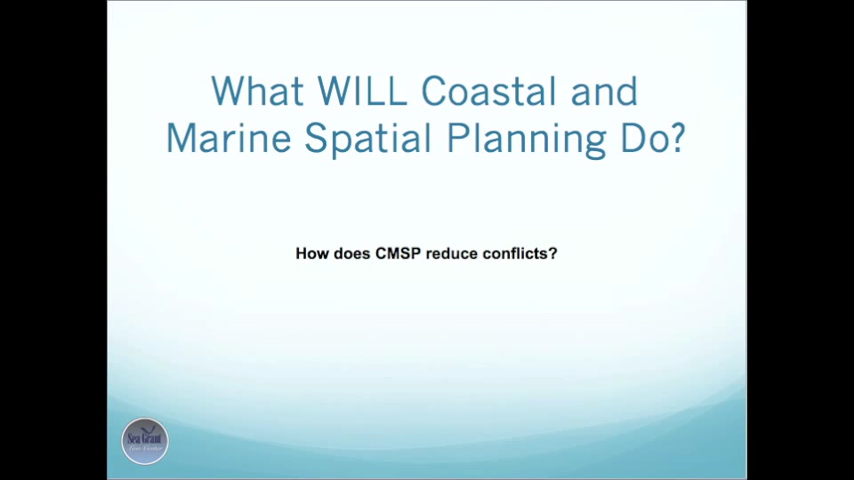 What WILL Coastal and
Marine Spatial Planning Do?
How does CMSP reduce conflicts?
Sea Grant